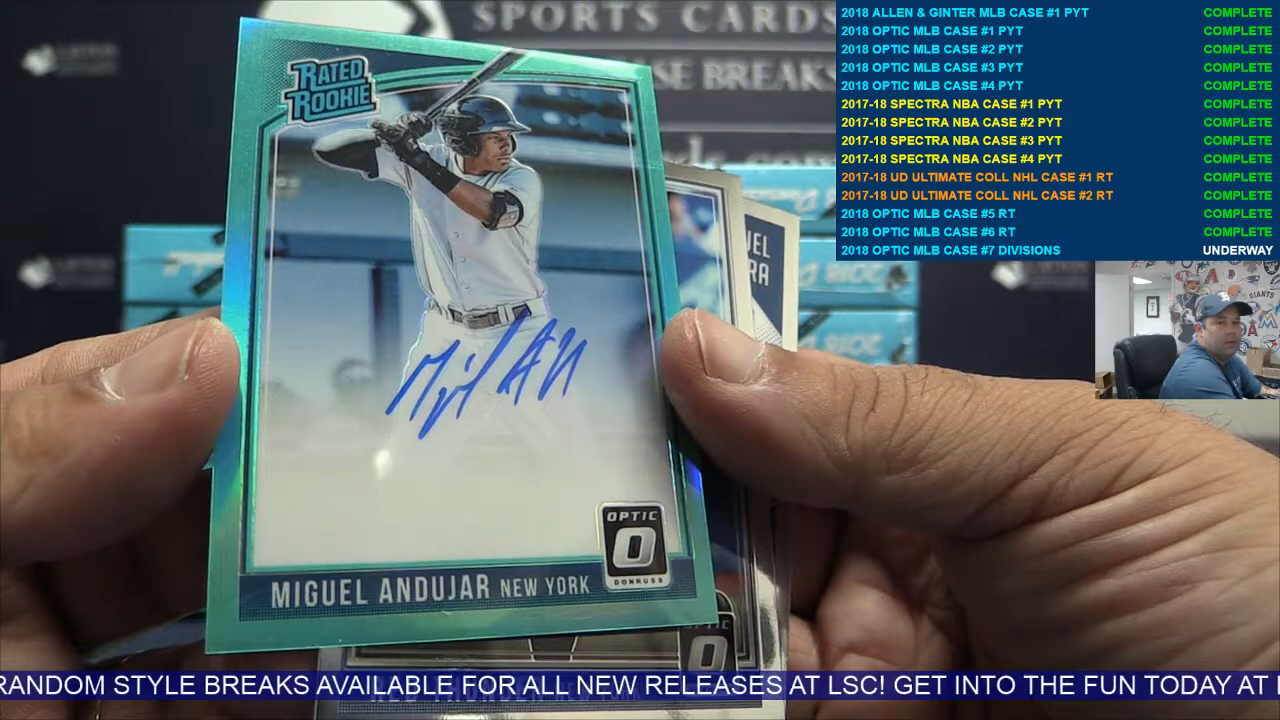 SPORTS CARDS
SE BREAKS
2018 ALLEN & GINTER MLB CASE #1 PYT COMPLETE
2018 OPTIC MLB CASE #1 PYT COMPLETE
2018 OPTIC MLB CASE #2 PYT COMPLETE
2018 OPTIC MLB CASE #3 PYT COMPLETE
2018 OPTIC MLB CASE #4 PYT COMPLETE
2017-18 SPECTRA NBA CASE #1 PYT COMPLETE
2017-18 SPECTRA NBA CASE #2 PYT COMPLETE
2017-18 SPECTRA NBA CASE #3 PYT COMPLETE
2017-18 SPECTRA NBA CASE #4 PYT COMPLETE
2017-18 UD ULTIMATE COLL NHL CASE #1 RT COMPLETE
2017-18 UD ULTIMATE COLL NHL CASE #2 RT COMPLETE
2018 OPTIC MLB CASE #5 RT COMPLETE
2018 OPTIC MLB CASE #6 RT COMPLETE
2018 OPTIC MLB CASE #7 DIVISIONS UNDERWAY
RATED
ROOKIE
GIANTS
OPTIC
O
DONRUSS
MIGUEL ANDUJAR NEW YORK
RANDOM STYLE BREAKS AVAILABLE FOR ALL NEW RELEASES AT LSC! GET INTO THE FUN TODAY AT